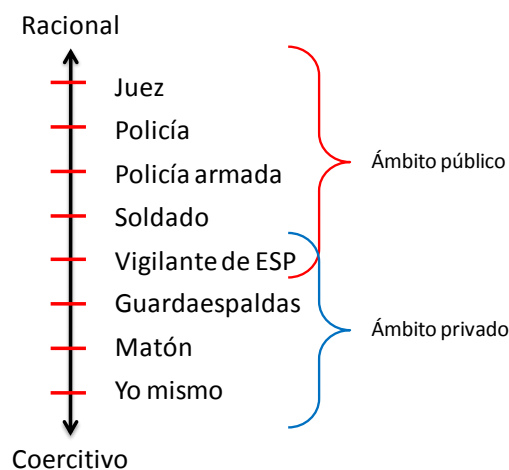 Racional
Juez
Policía
Policía armada
Ámbito público
Soldado
Vigilante de ESP
Guardaespaldas
Ámbito privado
Matón
Yo mismo
Coercitivo